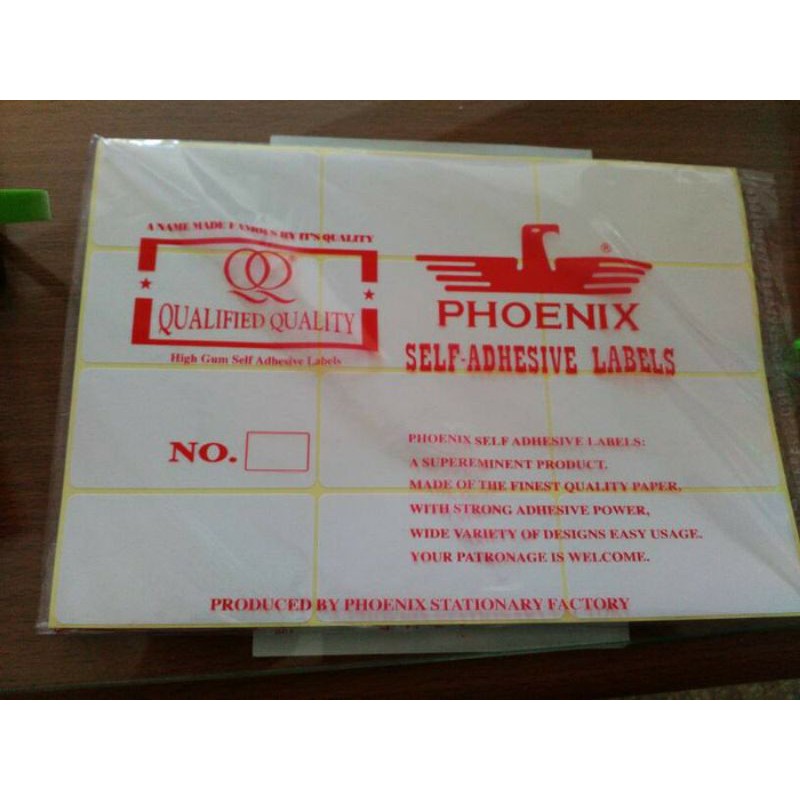 A NAME MADE FAMOUS BY IT'S QUALITY
QQ®
QUALIFIED QUALITY
High Gum Self Adhesive Labels
NO.
®
PHOENIX
SELF-ADHESIVE LABELS
PHOENIX SELF ADHESIVE LABELS:
A SUPEREMINENT PRODUCT.
MADE OF THE FINEST QUALITY PAPER,
WITH STRONG ADHESIVE POWER,
WIDE VARIETY OF DESIGNS EASY USAGE.
YOUR PATRONAGE IS WELCOME.
PRODUCED BY PHOENIX STATIONARY FACTORY